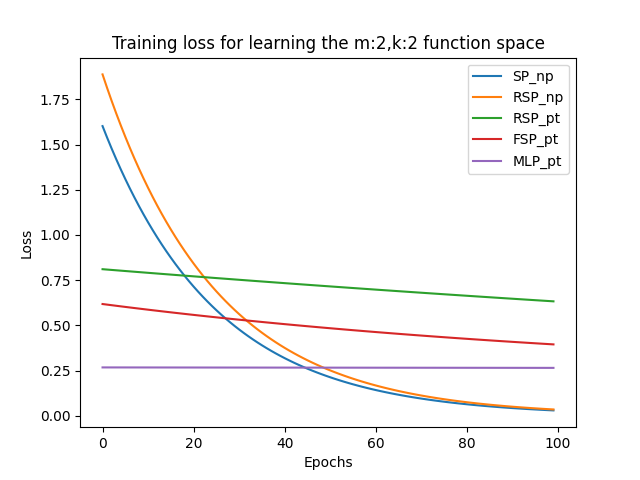 Training loss for learning the m:2,k:2 function space
SP_np
RSP_np
RSP_pt
FSP_pt
MLP_pt
Loss
1.75
1.50
1.25
1.00
0.75
0.50
0.25
0.00
0 20 40 60 80 100
Epochs